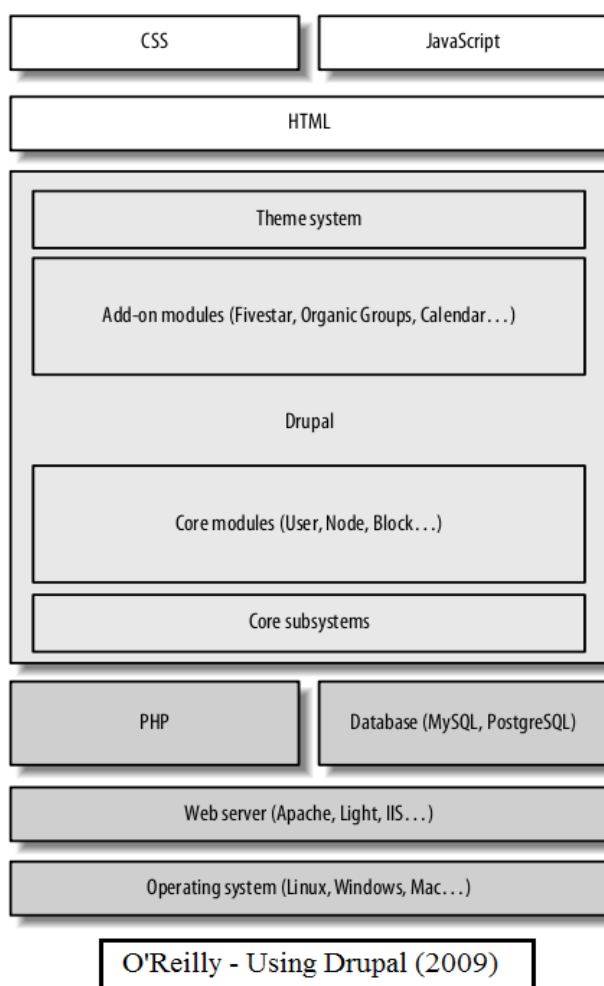 CSS
JavaScript
HTML
Theme system
Add-on modules (Fivestar, Organic Groups, Calendar...)
Drupal
Core modules (User, Node, Block...)
Core subsystems
PHP
Database (MySQL, PostgreSQL)
Web server (Apache, Light, IIS...)
Operating system (Linux, Windows, Mac...)
O'Reilly - Using Drupal (2009)